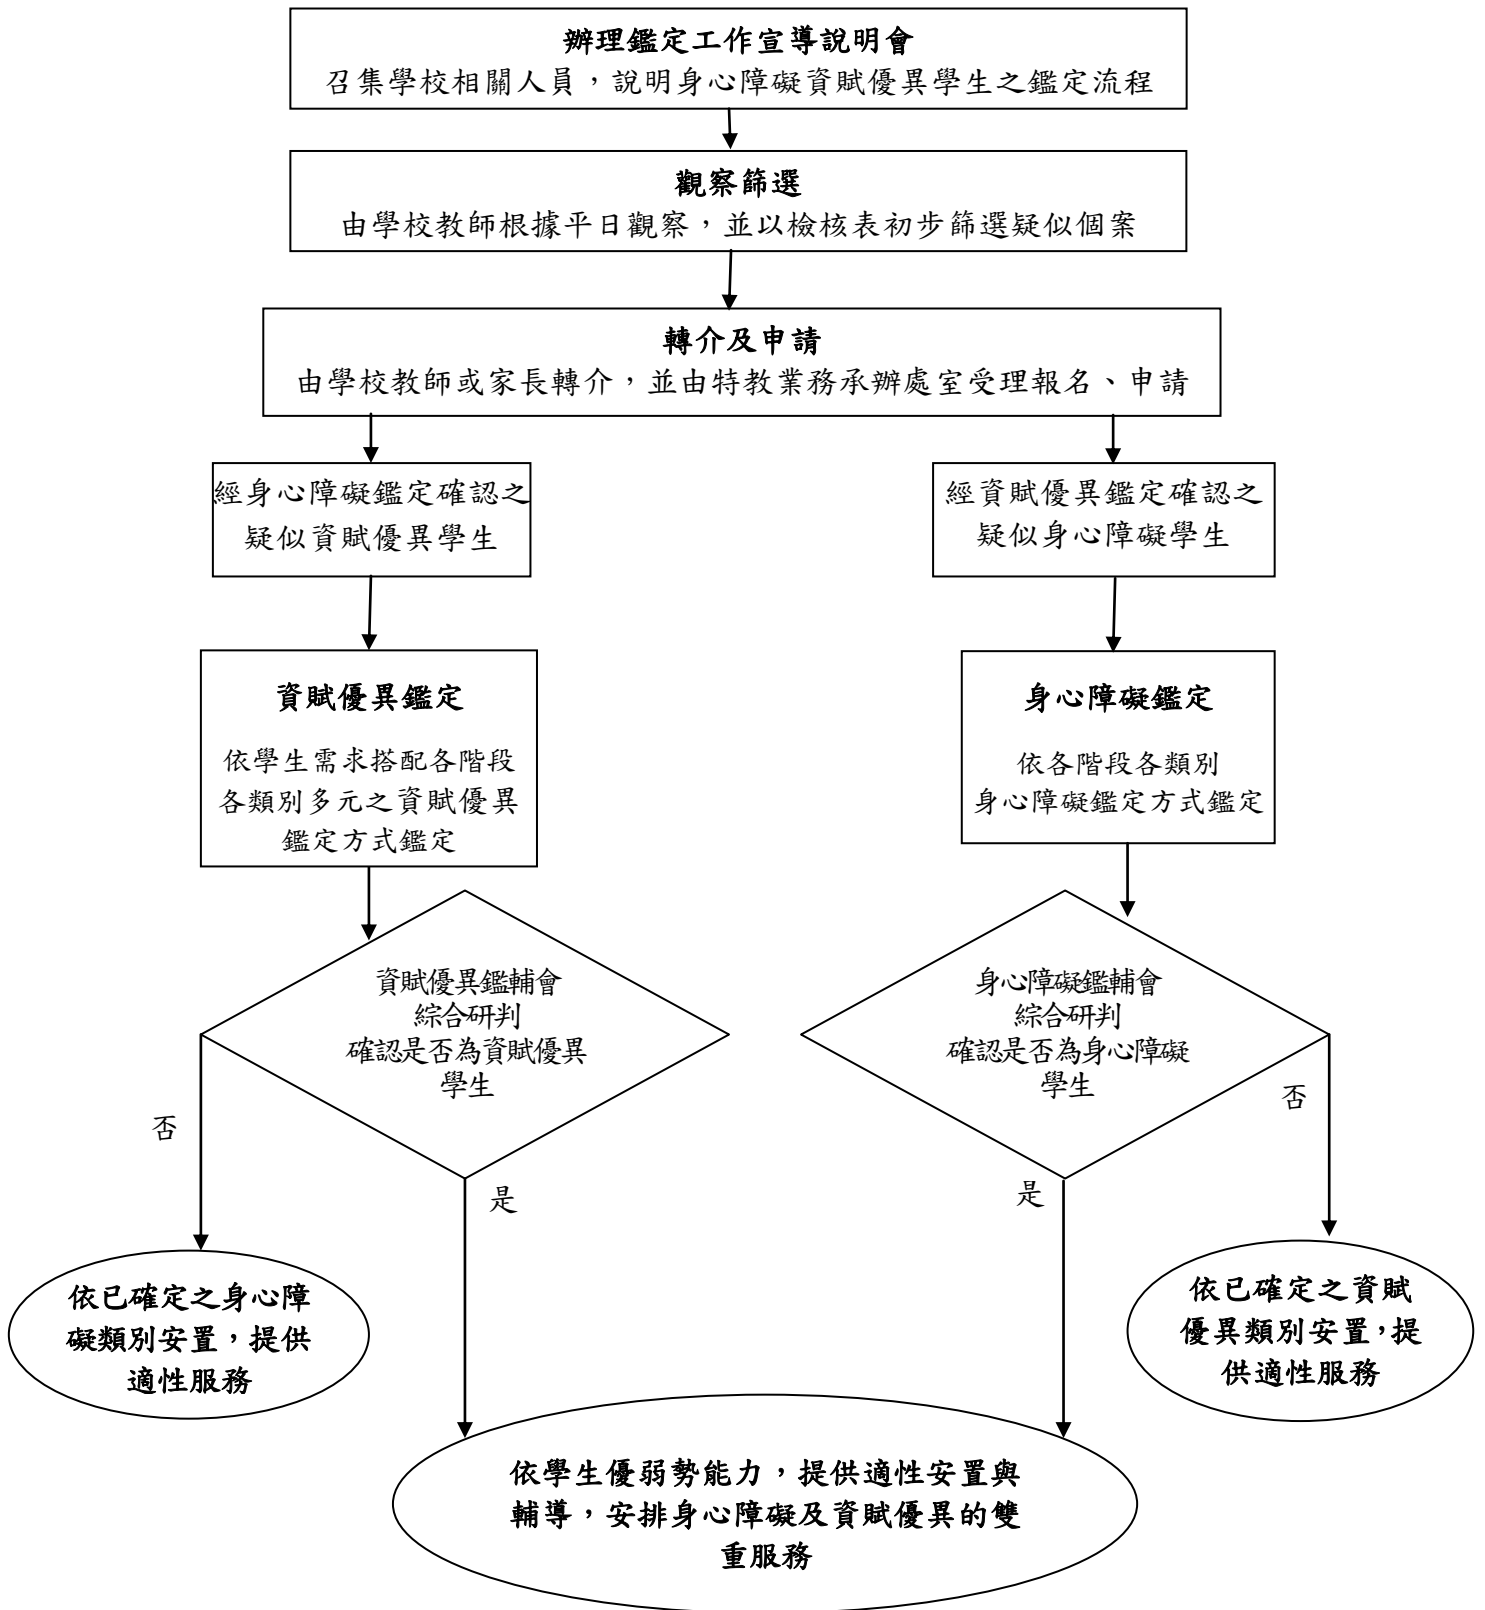 辦理鑑定工作宣導說明會
召集學校相關人員，說明身心障礙資賦優異學生之鑑定流程
觀察篩選
由學校教師根據平日觀察，並以檢核表初步篩選疑似個案
轉介及申請
由學校教師或家長轉介，並由特教業務承辦處室受理報名、申請
經身心障礙鑑定確認之
疑似資賦優異學生
經資賦優異鑑定確認之
疑似身心障礙學生
資賦優異鑑定
依學生需求搭配各階段
各類別多元之資賦優異
鑑定方式鑑定
身心障礙鑑定
依各階段各類別
身心障礙鑑定方式鑑定
資賦優異鑑輔會
綜合研判
確認是否為資賦優異
學生
身心障礙鑑輔會
綜合研判
確認是否為身心障礙
學生
否
是
是
否
依已確定之身心障
礙類別安置，提供
適性服務
依已確定之資賦
優異類別安置，提
供適性服務
依學生優弱勢能力，提供適性安置與
輔導，安排身心障礙及資賦優異的雙
重服務